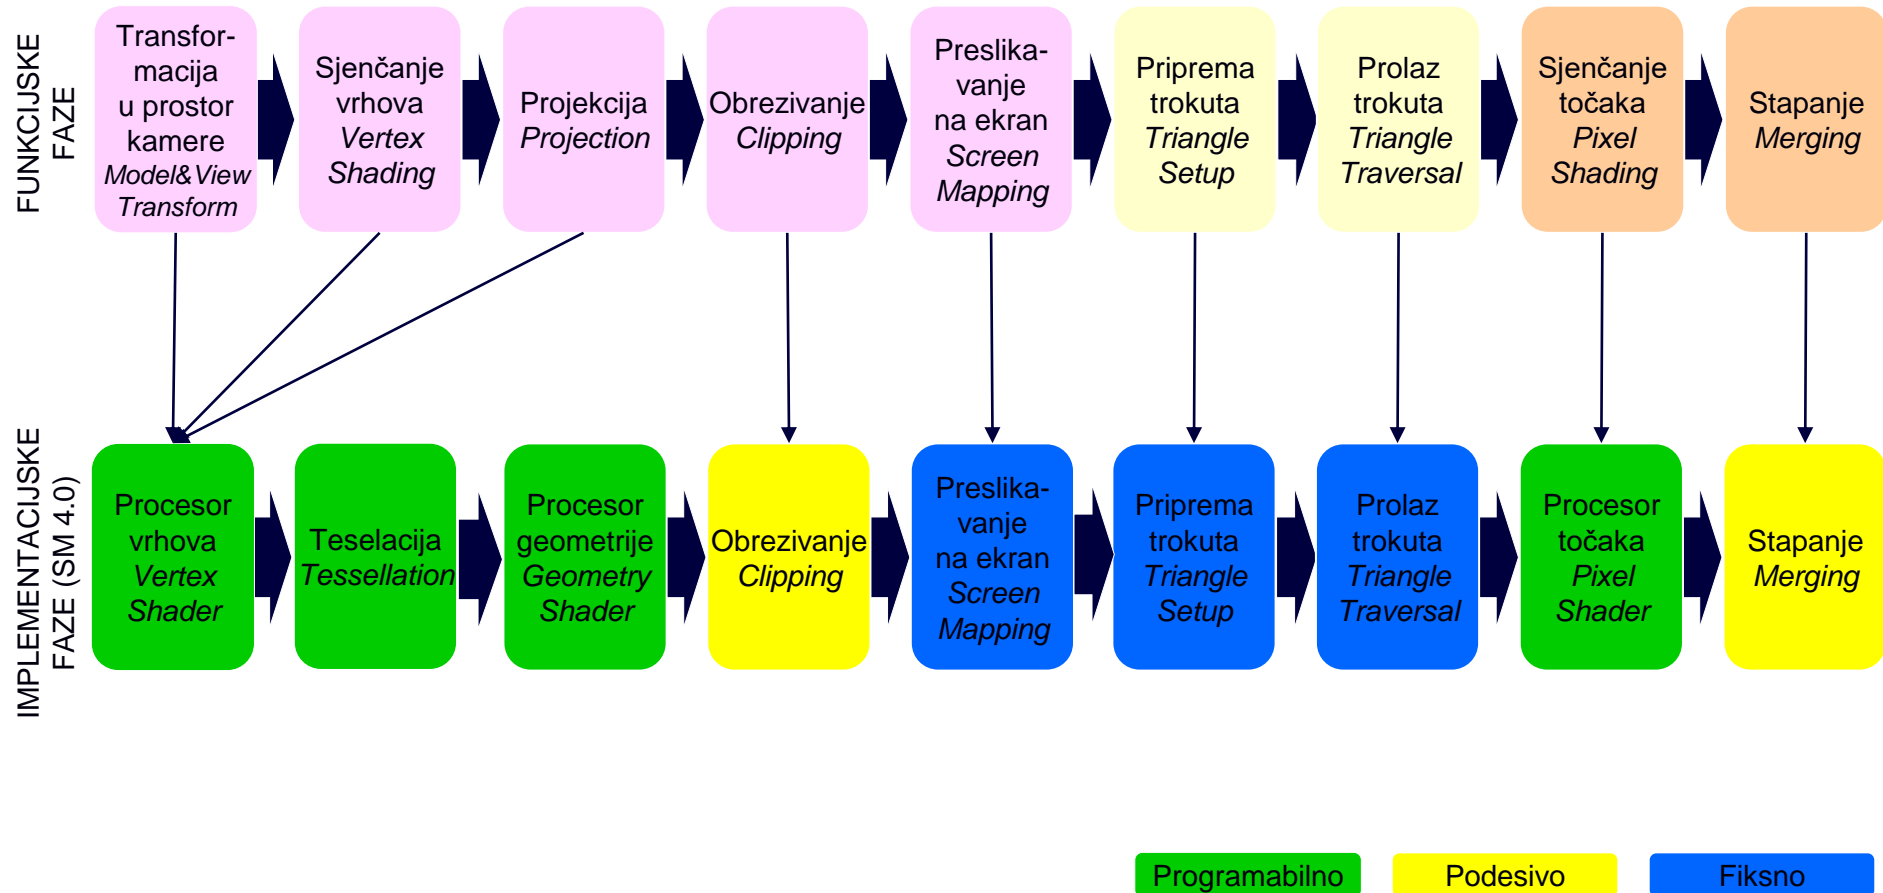 FUNKCIJSKE
FAZE
Transfor-
macija
u prostor
kamere
Model&View
Transform
Sjenčanje
vrhova
Vertex
Shading
Projekcija
Projection
Obrezivanje
Clipping
Preslika-
vanje
na ekran
Screen
Mapping
Priprema
trokuta
Triangle
Setup
Prolaz
trokuta
Triangle
Traversal
Sjenčanje
točaka
Pixel
Shading
Stapanje
Merging
IMPLEMENTACIJSKE
FAZE (SM 4.0)
Procesor
vrhova
Vertex
Shader
Teselacija
Tessellation
Procesor
geometrije
Geometry
Shader
Obrezivanje
Clipping
Preslika-
vanje
na ekran
Screen
Mapping
Priprema
trokuta
Triangle
Setup
Prolaz
trokuta
Triangle
Traversal
Procesor
točaka
Pixel
Shader
Stapanje
Merging
Programabilno
Podesivo
Fiksno